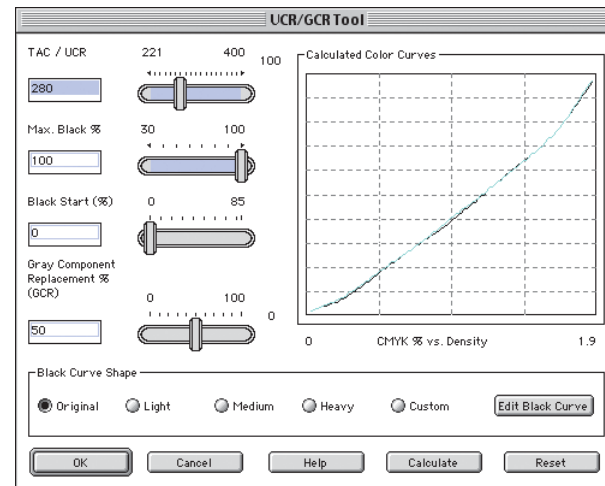 UCR/GCR Tool
TAC / UCR
221 400
280
Max. Black %
30 100
100
Black Start (%)
0 85
0
Gray Component
Replacement %
(GCR)
0 100
50
Calculated Color Curves
100
0
0 CMYK % vs. Density 1.9
Black Curve Shape
Original Light Medium Heavy Custom Edit Black Curve
OK Cancel Help Calculate Reset